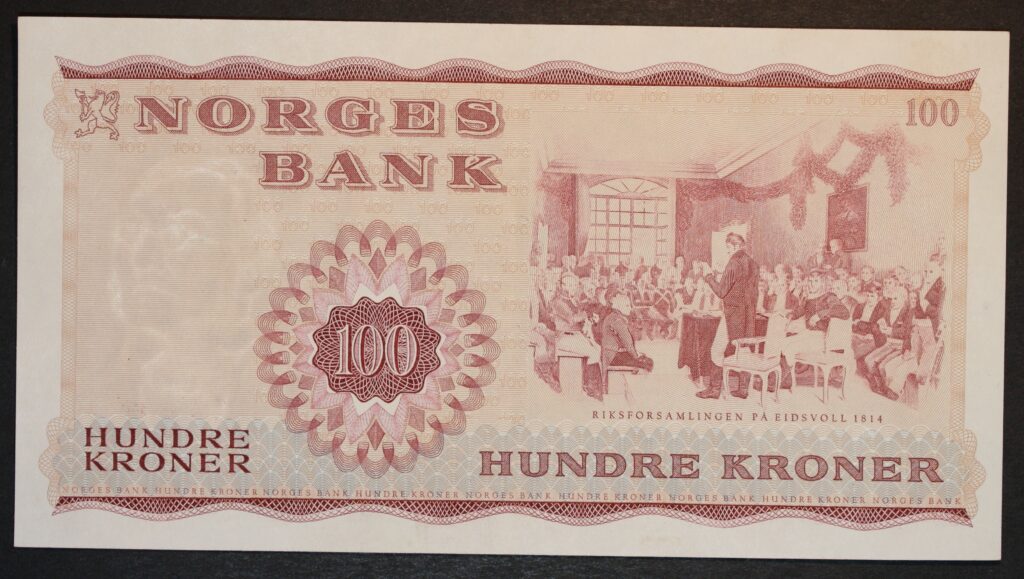 NORGES
BANK
100
100
RIKSFORSAMLINGEN PÅ EIDSVOLL 1814
HUNDRE
KRONER
HUNDRE KRONER
NORGES BANK HUNDRE KRONER NORGES BANK HUNDRE KRONER NORGES BANK HUNDRE KRONER NORGES BANK HUNDRE KRONER NORGES BANK